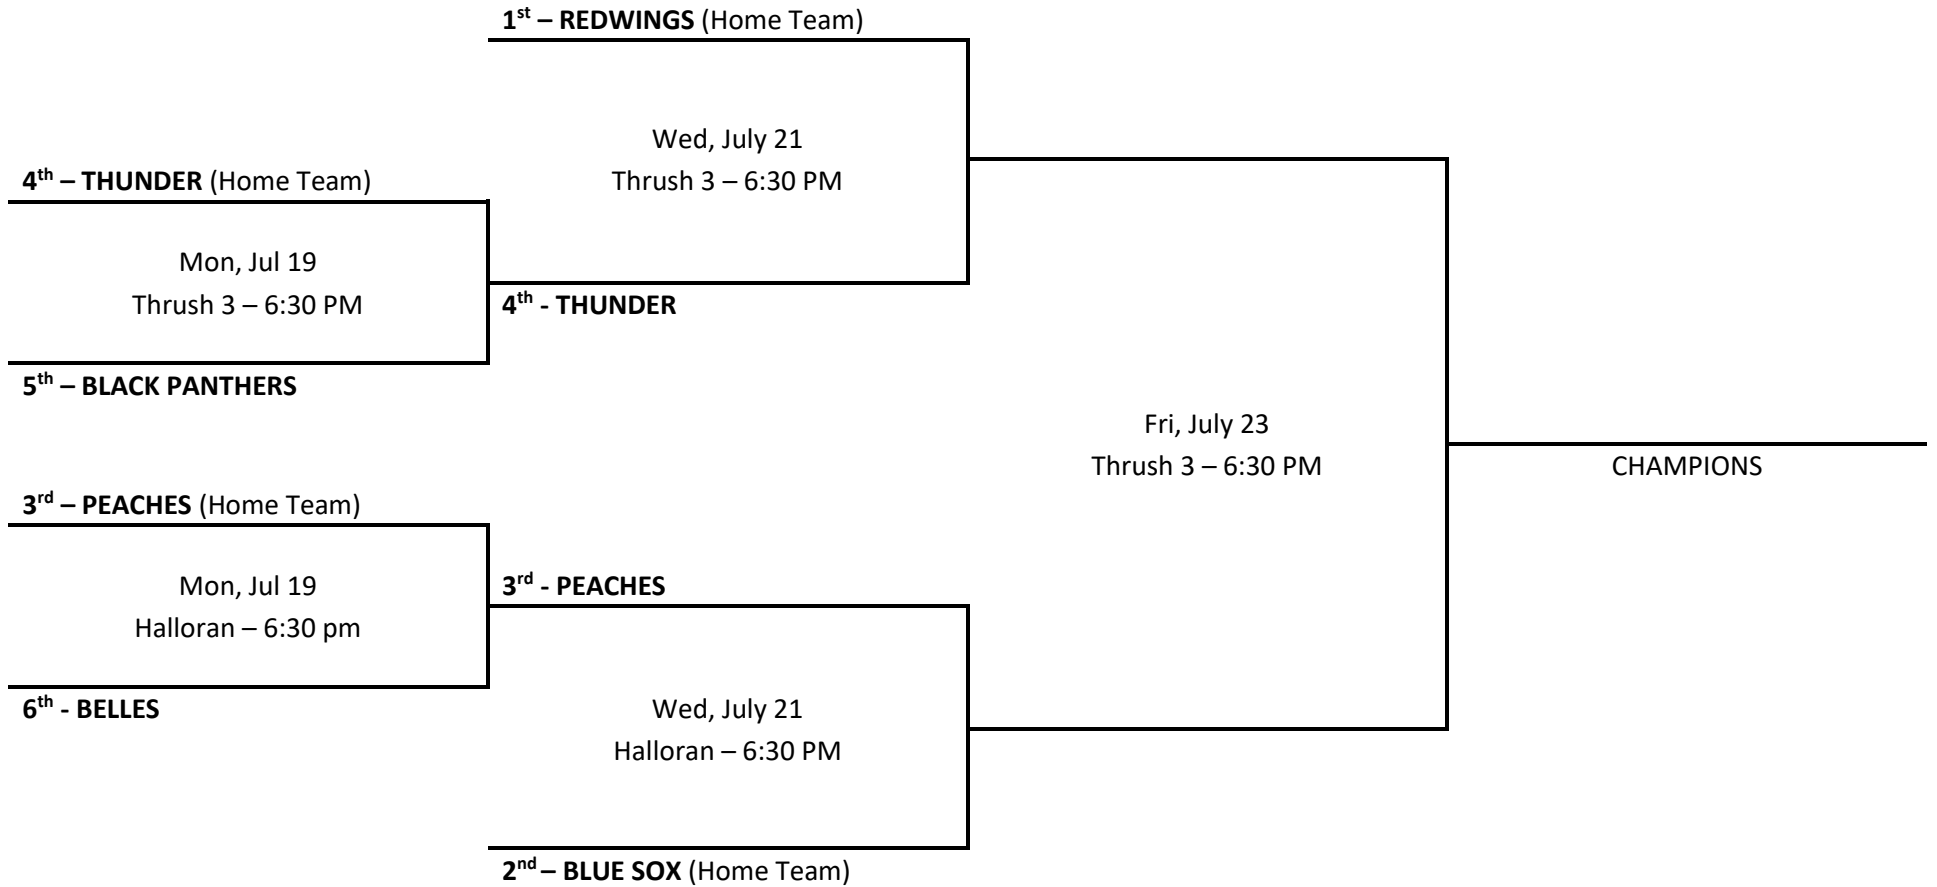 1st – REDWINGS (Home Team)
Wed, July 21
Thrush 3 – 6:30 PM
4th – THUNDER (Home Team)
Mon, Jul 19
Thrush 3 – 6:30 PM
4th - THUNDER
5th – BLACK PANTHERS
Fri, July 23
Thrush 3 – 6:30 PM
CHAMPIONS
3rd – PEACHES (Home Team)
Mon, Jul 19
Halloran – 6:30 pm
3rd - PEACHES
6th - BELLES
Wed, July 21
Halloran – 6:30 PM
2nd – BLUE SOX (Home Team)